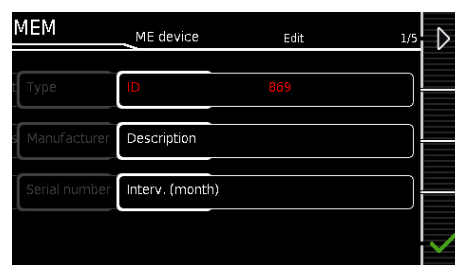 MEM
ME device Edit 1/5
Type ID 869
Manufacturer Description
Serial number Interv. (month)